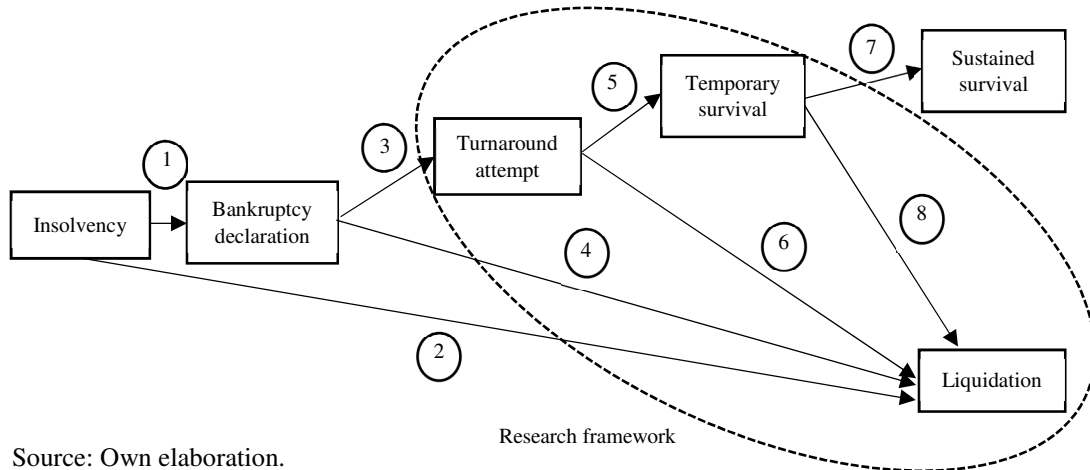 7
Sustained
survival
5
Temporary
survival
3
Turnaround
attempt
1
Insolvency
Bankruptcy
declaration
8
6
4
2
Liquidation
Research framework
Source: Own elaboration.